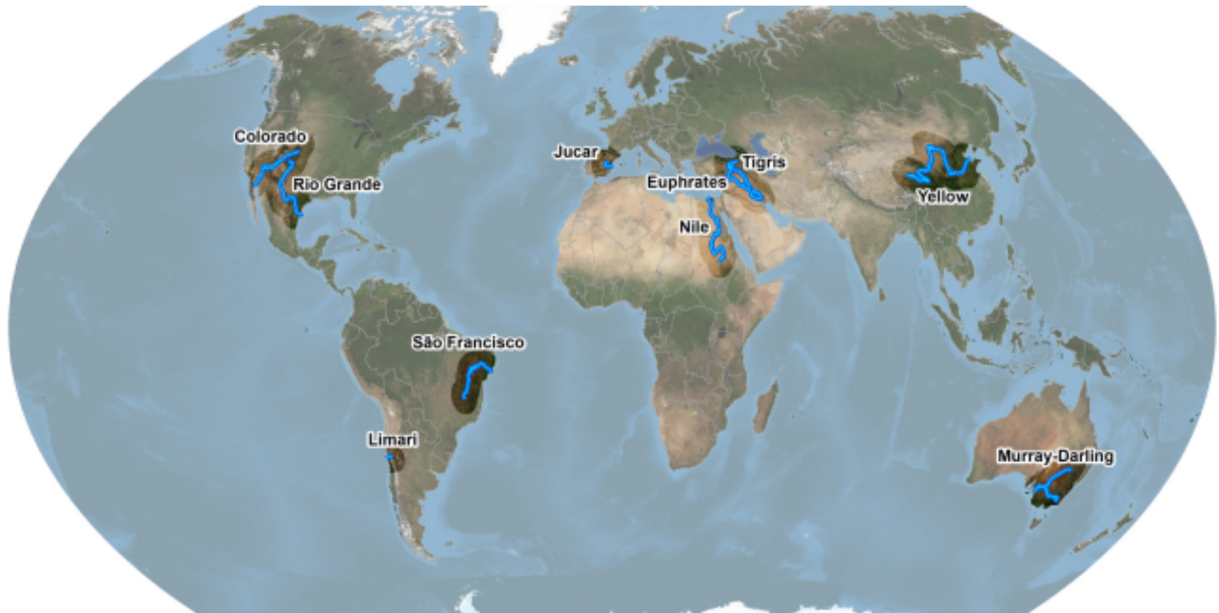 Colorado
Rio Grande
Jucar
Tigris
Euphrates
Nile
Yellow
São Francisco
Limari
Murray-Darling